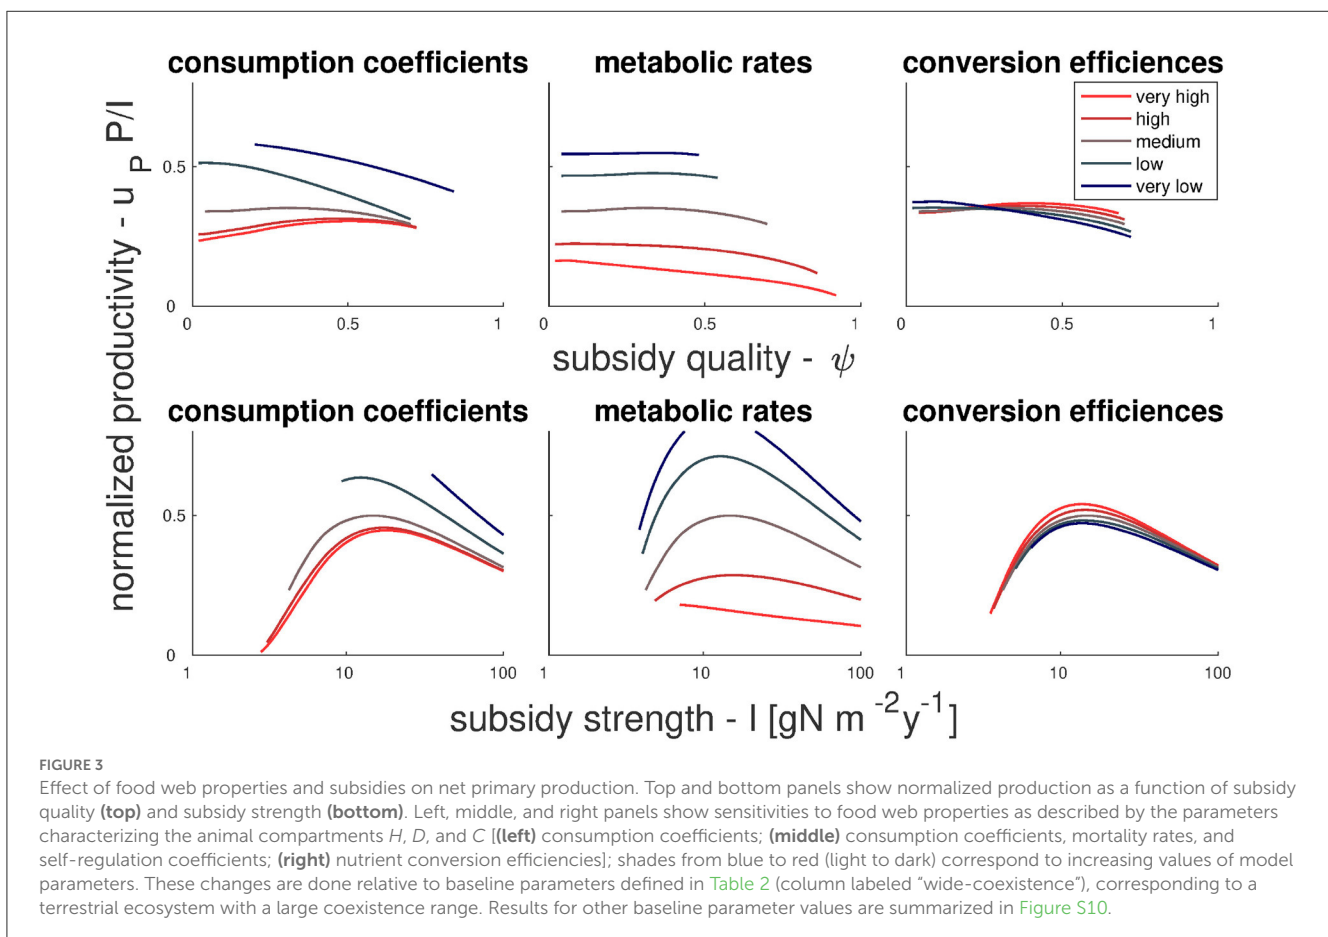 consumption coefficients
metabolic rates
conversion efficiences
very high
high
medium
low
very low
normalized productivity - u P P/I
0.5
0
0 0.5 1
0 0.5 1
0 0.5 1
subsidy quality - ψ
consumption coefficients
metabolic rates
conversion efficiences
0.5
0
1 10 100
1 10 100
1 10 100
subsidy strength - I [gN m -2 y -1]
FIGURE 3
Effect of food web properties and subsidies on net primary production. Top and bottom panels show normalized production as a function of subsidy
quality (top) and subsidy strength (bottom). Left, middle, and right panels show sensitivities to food web properties as described by the parameters
characterizing the animal compartments H, D, and C [(left) consumption coefficients; (middle) consumption coefficients, mortality rates, and
self-regulation coefficients; (right) nutrient conversion efficiencies]; shades from blue to red (light to dark) correspond to increasing values of model
parameters. These changes are done relative to baseline parameters defined in Table 2 (column labeled “wide-coexistence”), corresponding to a
terrestrial ecosystem with a large coexistence range. Results for other baseline parameter values are summarized in Figure S10.